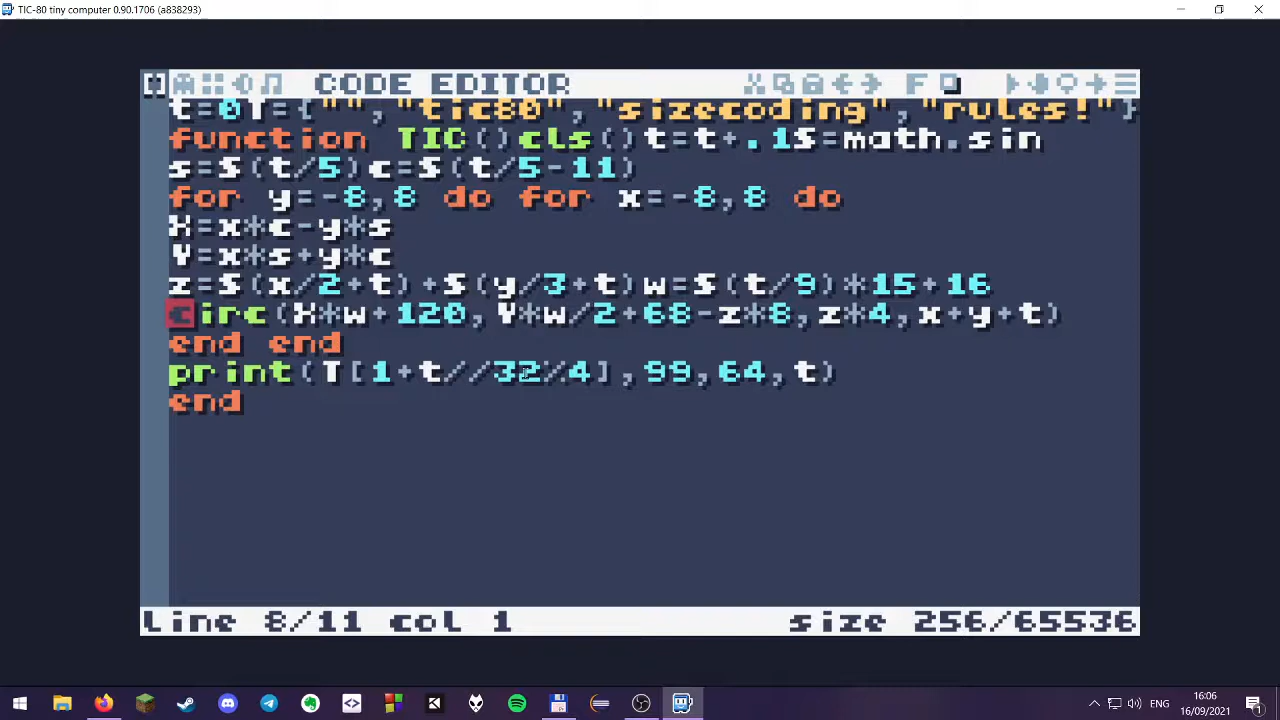 TIC-80 tiny computer 0.90.1706 (a838293)
CODE EDITOR
F
t=0T={"", "tic80", "sizecoding", "rules!"}
function TIC()cls()t=t+.1S=math.sin
s=S(t/5)c=S(t/5-11)
for y=-8,8 do for x=-8,8 do
X=x*c-y*s
Y=x*s+y*c
z=S(x/2+t)+S(y/3+t)w=S(t/9)*15+16
circ(X*w+120,Y*w/2+68-z*8,z*4,x+y+t)
end end
print(T[1+t//32%4],99,64,t)
end
line 8/11 col 1
size 256/65536
ENG
16:06
16/09/2021
1